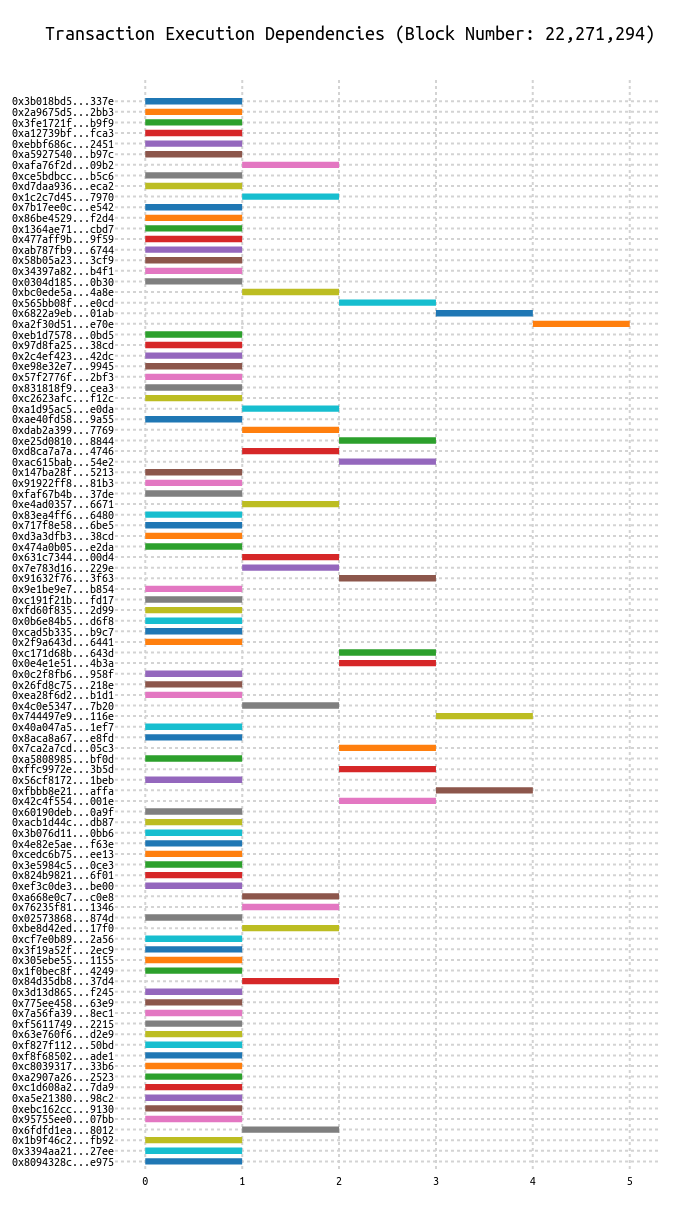 Transaction Execution Dependencies (Block Number: 22,271,294)
0x3b018bd5...337e
0x2a9675d5...2bb3
0x3fe1721f...b9f9
0xa12739bf...fca3
0xebbf686c...2451
0xa5927540...b97c
0xafa76f2d...09b2
0xce5bdbcc...b5c6
0xd7daa936...eca2
0x1c2c7d45...7970
0x7b17ee0c...e542
0x86be4529...f2d4
0x1364ae71...cbd7
0x477aff9b...9f59
0xab787fb9...6744
0x58b05a23...3cf9
0x34397a82...b4f1
0x0304d185...0b30
0xbc0ede5a...4a8e
0x565bb08f...e0cd
0x6822a9eb...01ab
0xa2f30d51...e70e
0xeb1d7578...0bd5
0x97d8fa25...38cd
0x2c4ef423...42dc
0xe98e32e7...9945
0x57f2776f...2bf3
0x831818f9...cea3
0xc2623afc...f12c
0xa1d95ac5...e0da
0xae40fd58...9a55
0xdab2a399...7769
0xe25d0810...8844
0xd8ca7a7a...4746
0xac615bab...54e2
0x147ba28f...5213
0x91922ff8...81b3
0xfaf67b4b...37de
0xe4ad0357...6671
0x83ea4ff6...6480
0x717f8e58...6be5
0xd3a3dfb3...38cd
0x474a0b05...e2da
0x631c7344...00d4
0x7e783d16...229e
0x91632f76...3f63
0x9e1be9e7...b854
0xc191f21b...fd17
0xfd60f835...2d99
0x0b6e84b5...d6f8
0xcad5b335...b9c7
0x2f9a643d...6441
0xc171d68b...643d
0x0e4e1e51...4b3a
0x0c2f8fb6...958f
0x26fd8c75...218e
0xea28f6d2...b1d1
0x4c0e5347...7b20
0x744497e9...116e
0x40a047a5...1ef7
0x8aca8a67...e8fd
0x7ca2a7cd...05c3
0xa5808985...bf0d
0xffc9972e...3b5d
0x56cf8172...1beb
0xfbbb8e21...affa
0x42c4f554...001e
0x60190deb...0a9f
0xacb1d44c...db87
0x3b076d11...0bb6
0x4e82e5ae...f63e
0xcedc6b75...ee13
0x3e5984c5...0ce3
0x824b9821...6f01
0xef3c0de3...be00
0xa668e0c7...c0e8
0x76235f81...1346
0x02573868...874d
0xbe8d42ed...17f0
0xcf7e0b89...2a56
0x3f19a52f...2ec9
0x305ebe55...1155
0x1f0bec8f...4249
0x84d35db8...37d4
0x3d13d865...f245
0x775ee458...63e9
0x7a56fa39...8ec1
0xf5611749...2215
0x63e760f6...d2e9
0xf827f112...50bd
0xf8f68502...ade1
0xc8039317...33b6
0xa2907a26...2523
0xc1d608a2...7da9
0xa5e21380...98c2
0xebc162cc...9130
0x95755ee0...07bb
0x6fdfd1ea...8012
0x1b9f46c2...fb92
0x3394aa21...27ee
0x8094328c...e975
0 1 2 3 4 5